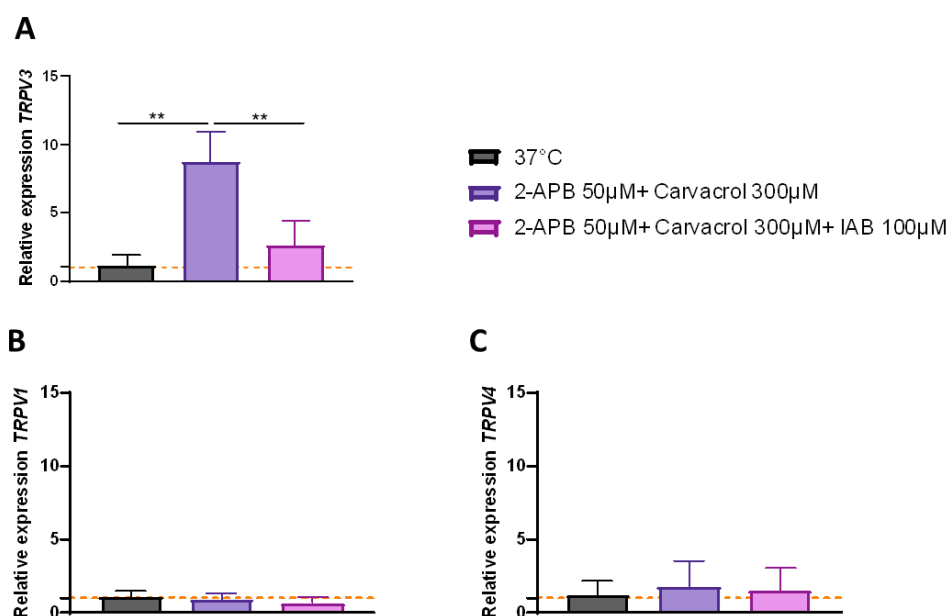 A
Relative expression TRPV3
15
10
5
0
** **
37°C
2-APB 50µM+ Carvacrol 300µM
2-APB 50µM+ Carvacrol 300µM+ IAB 100µM
B
Relative expression TRPV1
15
10
5
0
C
Relative expression TRPV4
15
10
5
0